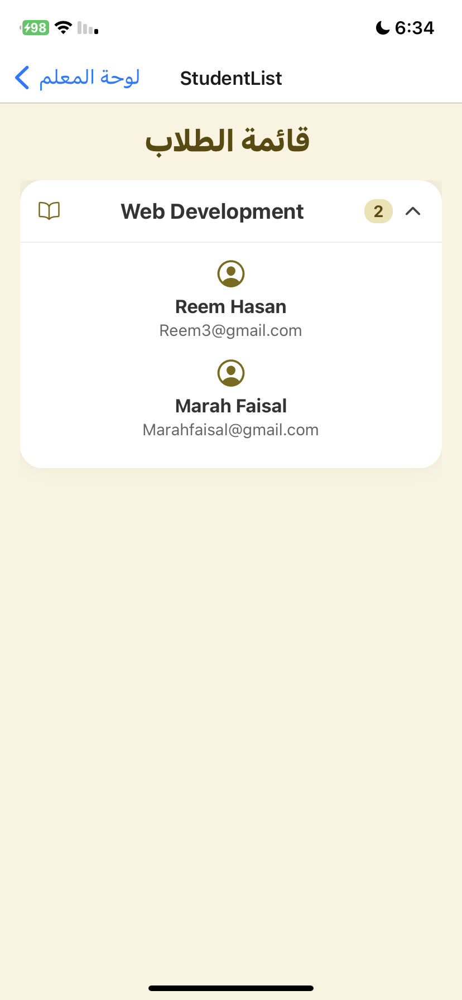 98 6:34
لوحة المعلم StudentList
قائمة الطلاب
Web Development 2
Reem Hasan
Reem3@gmail.com
Marah Faisal
Marahfaisal@gmail.com